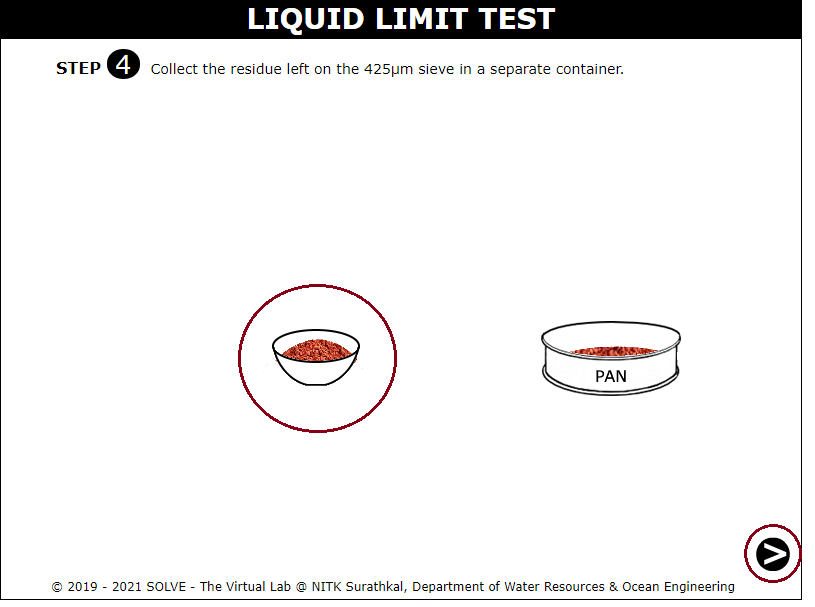 LIQUID LIMIT TEST
STEP 4 Collect the residue left on the 425µm sieve in a separate container.
PAN
>
© 2019 - 2021 SOLVE - The Virtual Lab @ NITK Surathkal, Department of Water Resources & Ocean Engineering